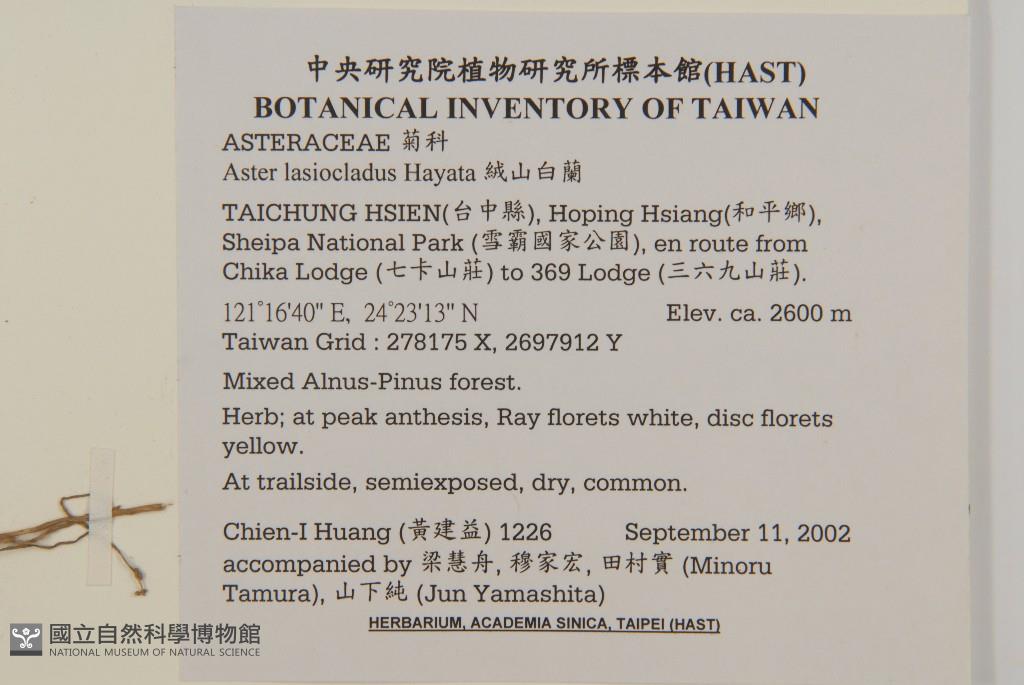 中央研究院植物研究所標本館(HAST)
BOTANICAL INVENTORY OF TAIWAN
ASTERACEAE 菊科
Aster lasiocladus Hayata 絨山白蘭
TAICHUNG HSIEN(台中縣), Hoping Hsiang(和平鄉),
Sheipa National Park (雪霸國家公園), en route from
Chika Lodge (七卡山莊) to 369 Lodge (三六九山莊).
121°16'40" E, 24°23'13" N Elev. ca. 2600 m
Taiwan Grid : 278175 X, 2697912 Y
Mixed Alnus-Pinus forest.
Herb; at peak anthesis, Ray florets white, disc florets
yellow.
At trailside, semiexposed, dry, common.
Chien-I Huang (黃建益) 1226 September 11, 2002
accompanied by 梁慧舟, 穆家宏, 田村實 (Minoru
Tamura), 山下純 (Jun Yamashita)
HERBARIUM, ACADEMIA SINICA, TAIPEI (HAST)
國立自然科學博物館
NATIONAL MUSEUM OF NATURAL SCIENCE